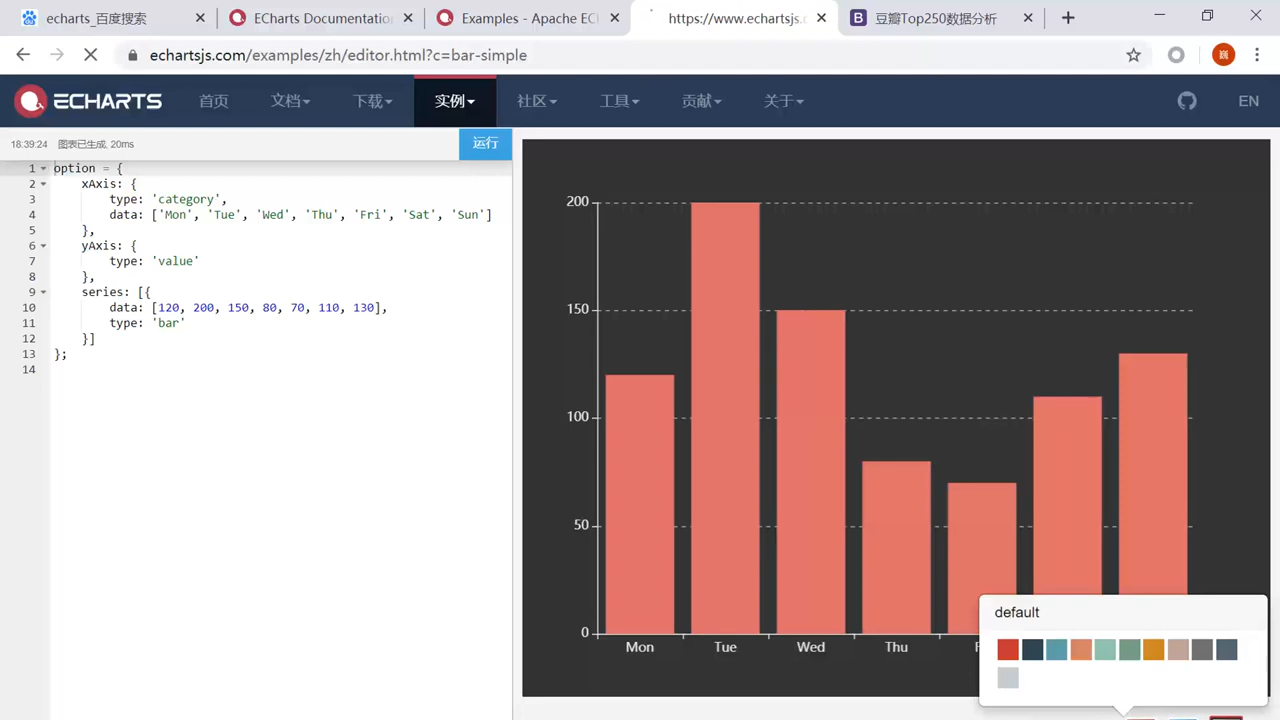 echarts_百度搜索
ECharts Documentatio
Examples - Apache EC
https://www.echartsj
豆瓣Top250数据分析
echartsjs.com/examples/zh/editor.html?c=bar-simple
巍
ECHARTS
首页
文档
下载
实例
社区
工具
贡献
关于
EN
18.39.24 图表已生成, 20ms
运行
1 option = {
2 xAxis: {
3 type: 'category',
4 data: ['Mon', 'Tue', 'Wed', 'Thu', 'Fri', 'Sat', 'Sun']
5 },
6 yAxis: {
7 type: 'value'
8 },
9 series: [{
10 data: [120, 200, 150, 80, 70, 110, 130],
11 type: 'bar'
12 }]
13 };
14
200
150
100
50
0
Mon Tue Wed Thu
default